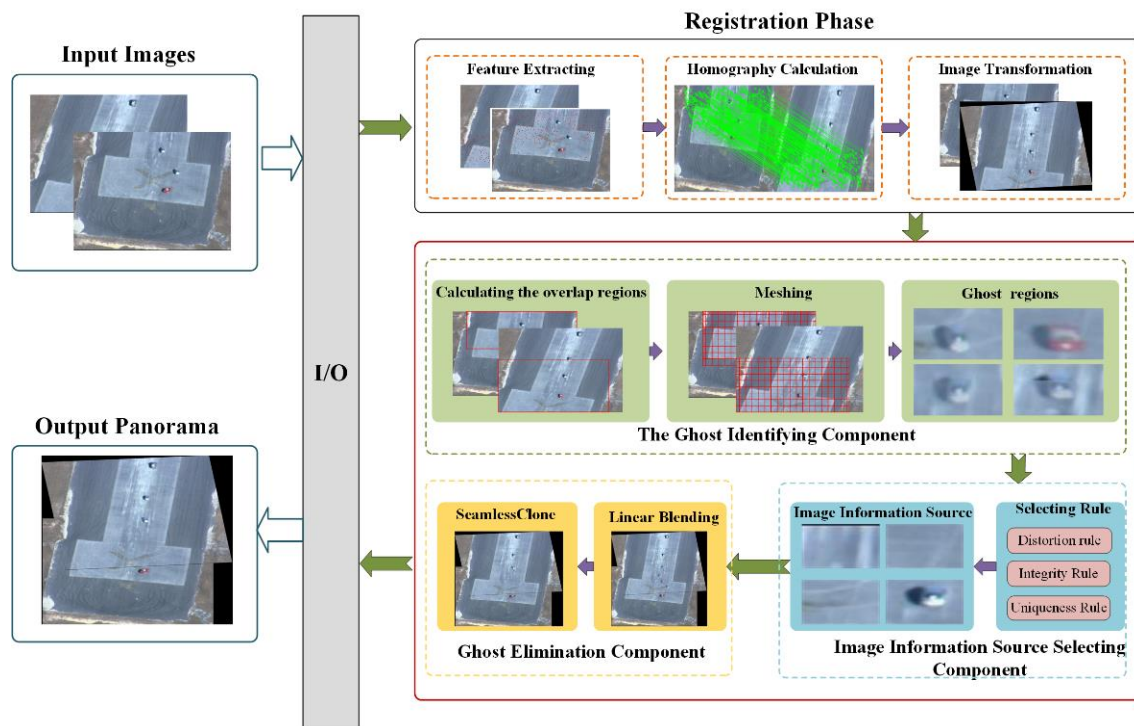 Input Images
Output Panorama
I/O
Registration Phase
Feature Extracting
Homography Calculation
Image Transformation
Calculating the overlap regions
Meshing
Ghost regions
The Ghost Identifying Component
Selecting Rule
Distortion rule
Integrity Rule
Uniqueness Rule
Image Information Source
Image Information Source Selecting
Component
Linear Blending
SeamlessClone
Ghost Elimination Component